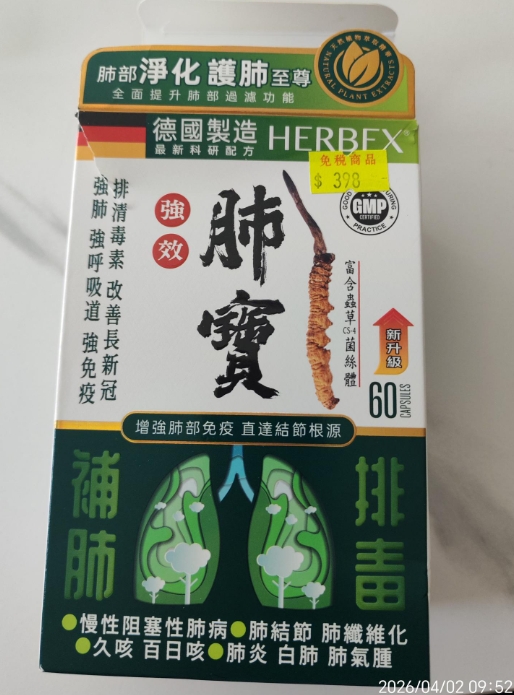 肺部淨化 護肺至尊
全面提升肺部過濾功能
NATURAL PLANT EXTRACTS
德國製造 HERBEX®
最新科研配方
免稅商品
$ 398
GMP
CERTIFIED
PRACTICE
強效
肺寶
排清毒素 改善長新冠
強肺 強呼吸道 強免疫
富含蟲草CS-4菌絲體
新升級
60 CAPSULES
增強肺部免疫 直達結節根源
補肺
排毒
慢性阻塞性肺病 肺結節 肺纖維化
久咳 百日咳 肺炎 白肺 肺氣腫
2026/04/02 09:52